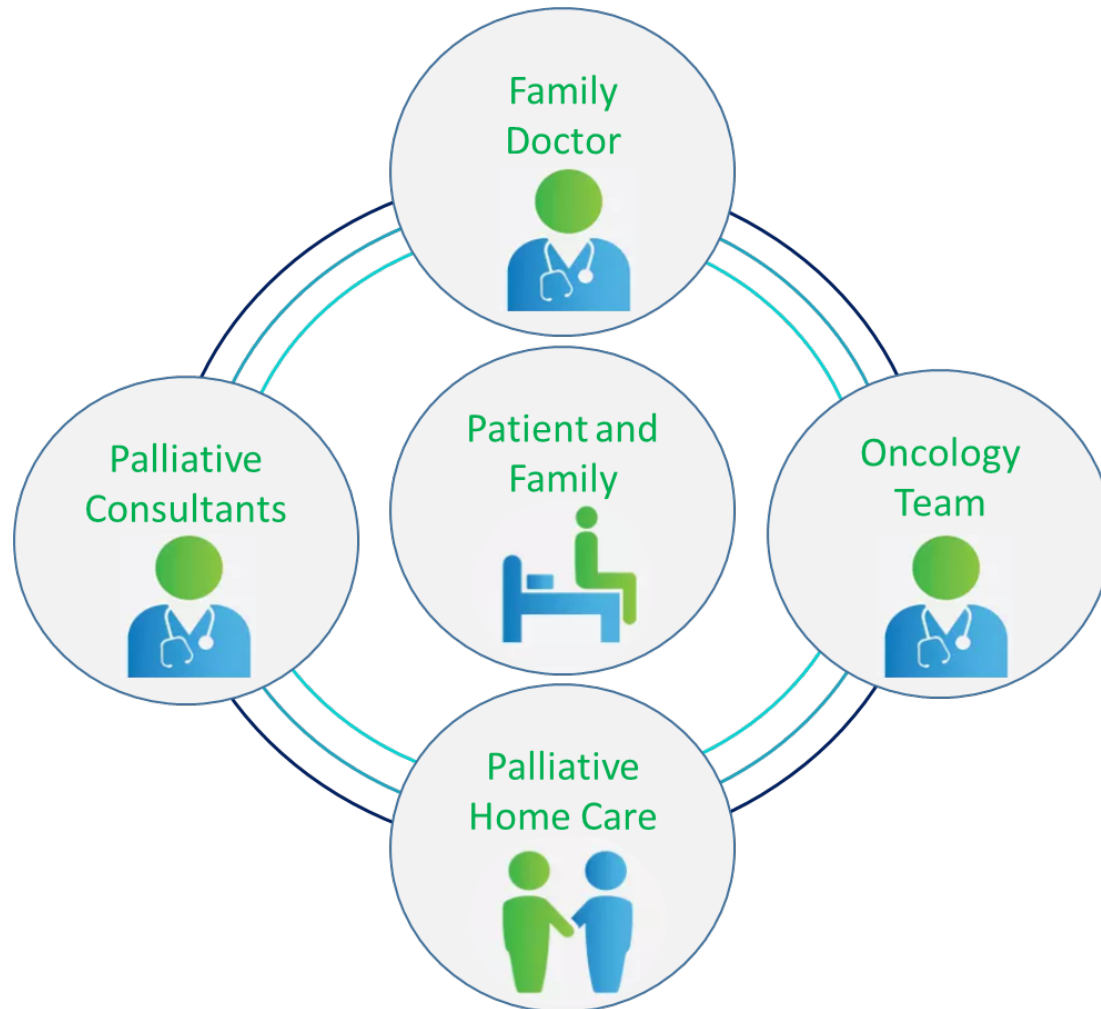 Family
Doctor
Palliative
Consultants
Patient and
Family
Oncology
Team
Palliative
Home Care